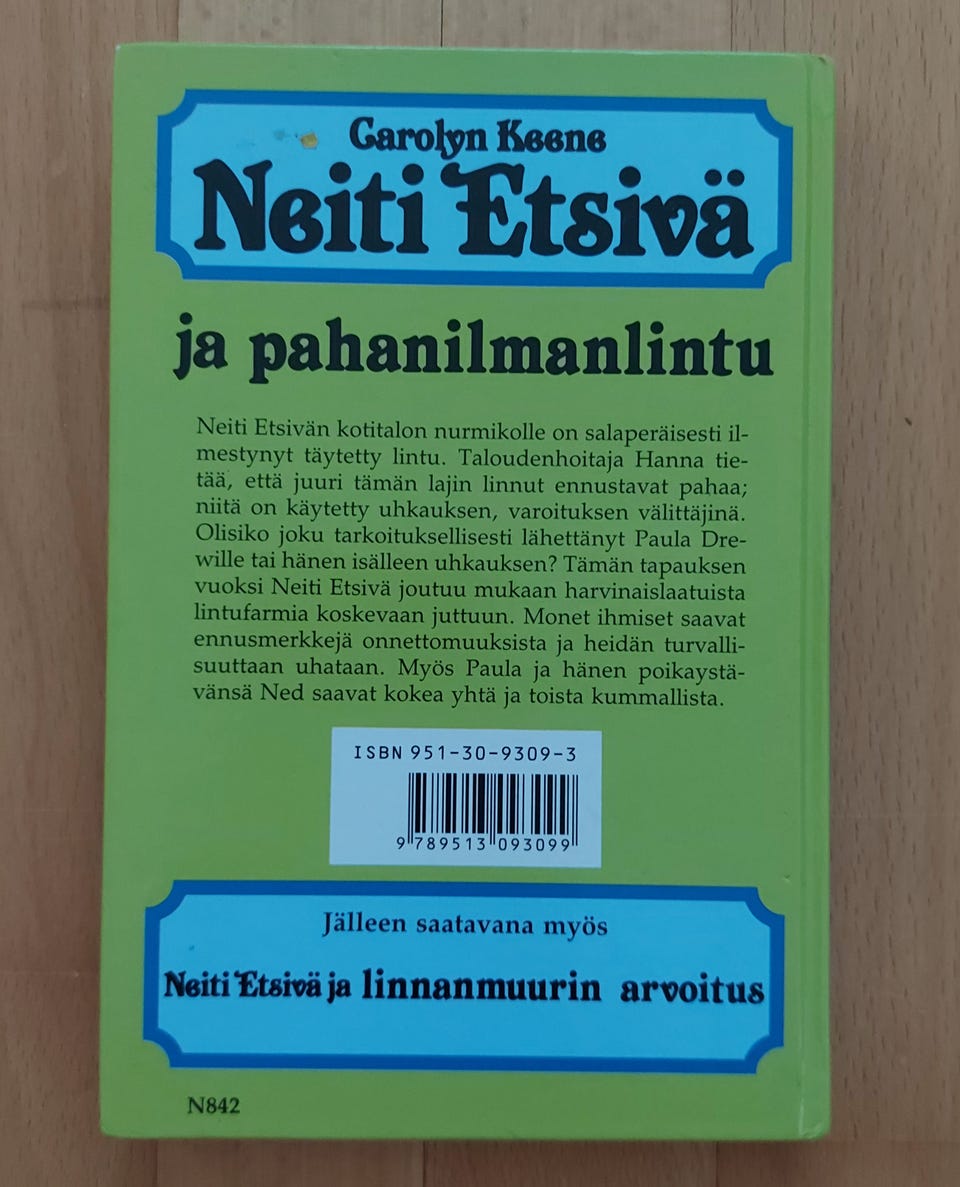 Carolyn Keene
Neiti Etsivä
ja pahanilmanlintu
Neiti Etsivän kotitalon nurmikolle on salaperäisesti il-
mestynyt täytetty lintu. Taloudenhoitaja Hanna tie-
tää, että juuri tämän lajin linnut ennustavat pahaa;
niitä on käytetty uhkauksen, varoituksen välittäjinä.
Olisiko joku tarkoituksellisesti lähettänyt Paula Dre-
wille tai hänen isälleen uhkauksen? Tämän tapauksen
vuoksi Neiti Etsivä joutuu mukaan harvinaislaatuista
lintufarmia koskevaan juttuun. Monet ihmiset saavat
ennusmerkkejä onnettomuuksista ja heidän turvalli-
suuttaan uhataan. Myös Paula ja hänen poikaystä-
vänsä Ned saavat kokea yhtä ja toista kummallista.
ISBN 951-30-9309-3
9 789513 093099
Jälleen saatavana myös
Neiti Etsivä ja linnanmuurin arvoitus
N842